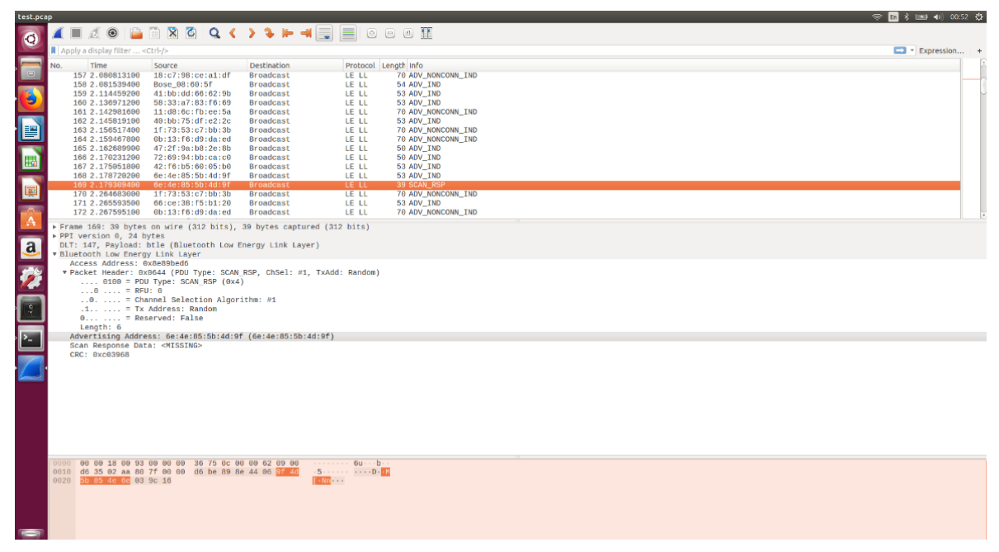 test.pcap
En
00:52
Apply a display filter ... <Ctrl-/>
Expression...
+
No. Time Source Destination Protocol Length Info
157 2.080813100 18:c7:98:ce:a1:df Broadcast LE LL 70 ADV_NONCONN_IND
158 2.081539400 Bose_08:60:5f Broadcast LE LL 54 ADV_IND
159 2.114459200 41:bb:dd:66:62:9b Broadcast LE LL 53 ADV_IND
160 2.136971200 58:33:a7:83:f6:69 Broadcast LE LL 53 ADV_IND
161 2.142981600 11:d8:6c:fb:ee:5a Broadcast LE LL 70 ADV_NONCONN_IND
162 2.145819100 40:bb:75:df:e2:2c Broadcast LE LL 53 ADV_IND
163 2.156517400 1f:73:53:c7:bb:3b Broadcast LE LL 70 ADV_NONCONN_IND
164 2.159467800 0b:13:f6:d9:da:ed Broadcast LE LL 70 ADV_NONCONN_IND
165 2.162689900 47:2f:9a:b8:2e:8b Broadcast LE LL 50 ADV_IND
166 2.170231200 72:69:94:bb:ca:c0 Broadcast LE LL 50 ADV_IND
167 2.175051800 42:f6:b5:60:05:b0 Broadcast LE LL 53 ADV_IND
168 2.178720200 6e:4e:85:5b:4d:9f Broadcast LE LL 53 ADV_IND
169 2.179309400 6e:4e:85:5b:4d:9f Broadcast LE LL 39 SCAN_RSP
170 2.264683000 1f:73:53:c7:bb:3b Broadcast LE LL 70 ADV_NONCONN_IND
171 2.265593500 66:ce:38:f5:b1:20 Broadcast LE LL 53 ADV_IND
172 2.267595100 0b:13:f6:d9:da:ed Broadcast LE LL 70 ADV_NONCONN_IND
Frame 169: 39 bytes on wire (312 bits), 39 bytes captured (312 bits)
PPI version 0, 24 bytes
DLT: 147, Payload: btle (Bluetooth Low Energy Link Layer)
Bluetooth Low Energy Link Layer
Access Address: 0x8e89bed6
Packet Header: 0x0644 (PDU Type: SCAN_RSP, ChSel: #1, TxAdd: Random)
.... 0100 = PDU Type: SCAN_RSP (0x4)
...0 .... = RFU: 0
..0. .... = Channel Selection Algorithm: #1
.1.. .... = Tx Address: Random
0... .... = Reserved: False
Length: 6
Advertising Address: 6e:4e:85:5b:4d:9f (6e:4e:85:5b:4d:9f)
Scan Response Data: <MISSING>
CRC: 0xc03968
0000 00 00 18 00 93 00 00 00 36 75 0c 00 00 62 09 00 ········ 6u···b··
0010 d6 35 02 aa 80 7f 00 00 d6 be 89 8e 44 06 9f 4d ·5······ ····D··M
0020 5b 85 4e 6e 03 9c 16 [·Nn···